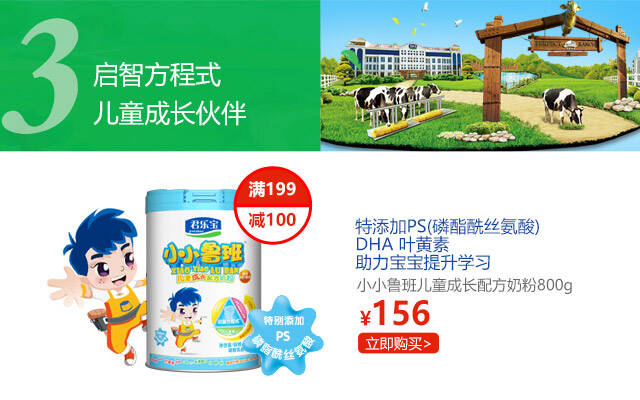 3
启智方程式
儿童成长伙伴
满199
减100
君乐宝
小小鲁班
XIAO XIAO LU BAN
特别添加
PS
磷酯酰丝氨酸
特添加PS(磷酯酰丝氨酸)
DHA 叶黄素
助力宝宝提升学习
小小鲁班儿童成长配方奶粉800g
¥156
立即购买>